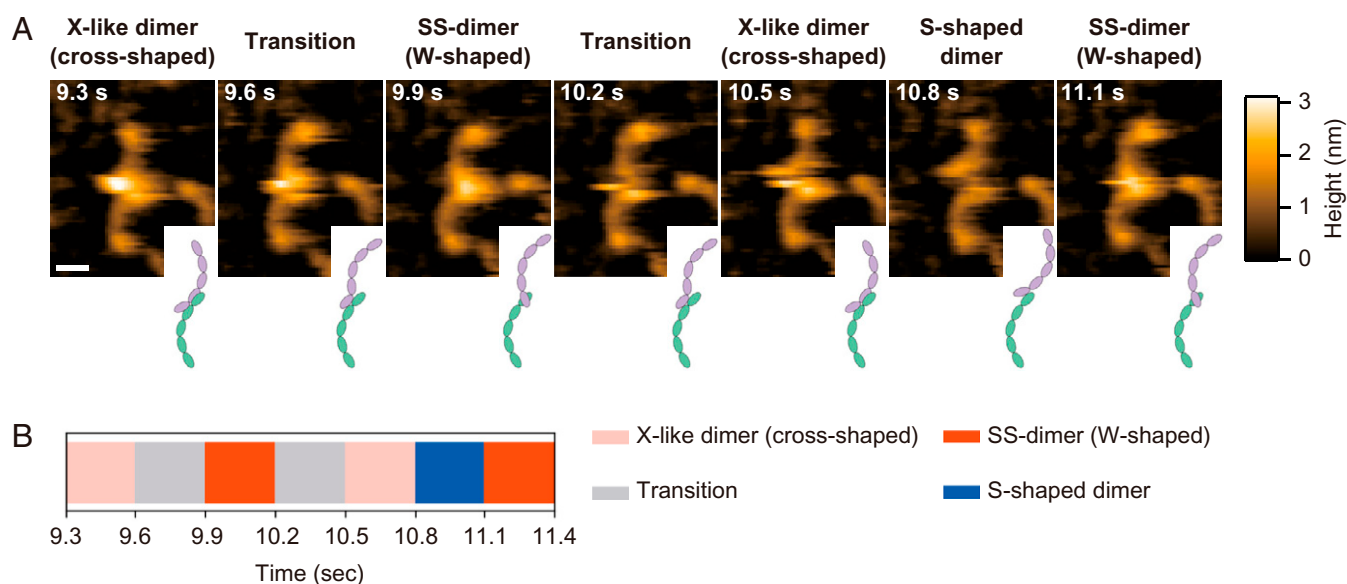 A
X-like dimer
(cross-shaped)
Transition
SS-dimer
(W-shaped)
Transition
X-like dimer
(cross-shaped)
S-shaped
dimer
SS-dimer
(W-shaped)
9.3 s
9.6 s
9.9 s
10.2 s
10.5 s
10.8 s
11.1 s
3
2
1
0
Height (nm)
B
9.3 9.6 9.9 10.2 10.5 10.8 11.1 11.4
Time (sec)
X-like dimer (cross-shaped)
SS-dimer (W-shaped)
Transition
S-shaped dimer